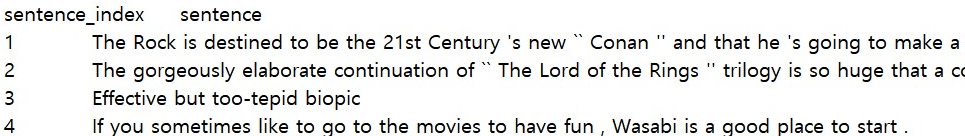 sentence_index sentence
1 The Rock is destined to be the 21st Century 's new `` Conan '' and that he 's going to make a
2 The gorgeously elaborate continuation of `` The Lord of the Rings '' trilogy is so huge that a
3 Effective but too-tepid biopic
4 If you sometimes like to go to the movies to have fun , Wasabi is a good place to start .